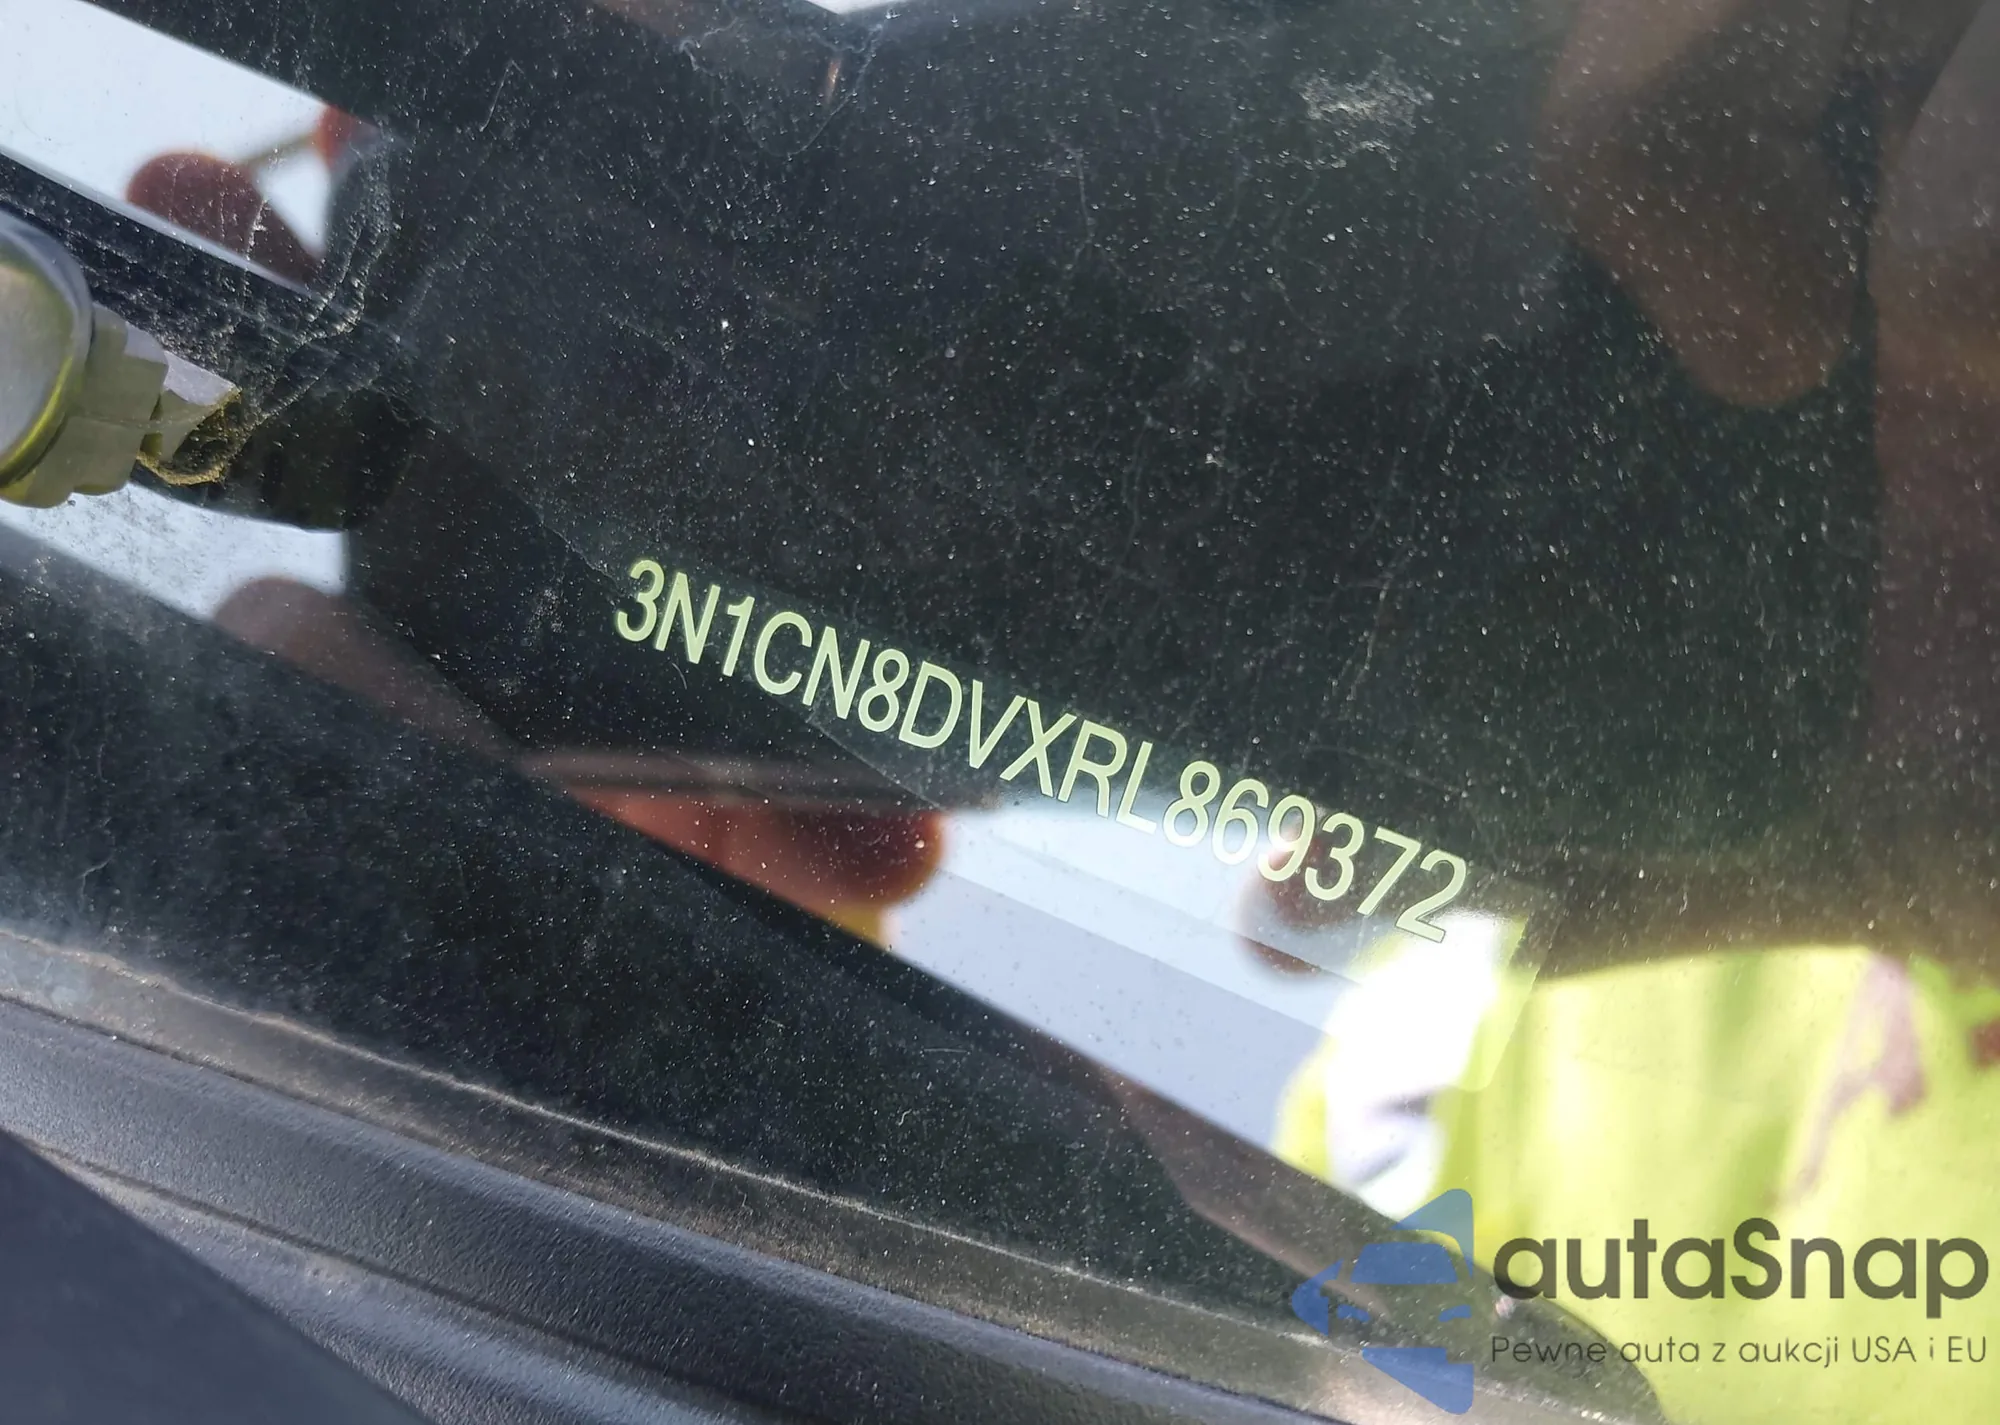 3N1CN8DVXRL869372
autaSnap
Pewne auta z aukcji USA i EU